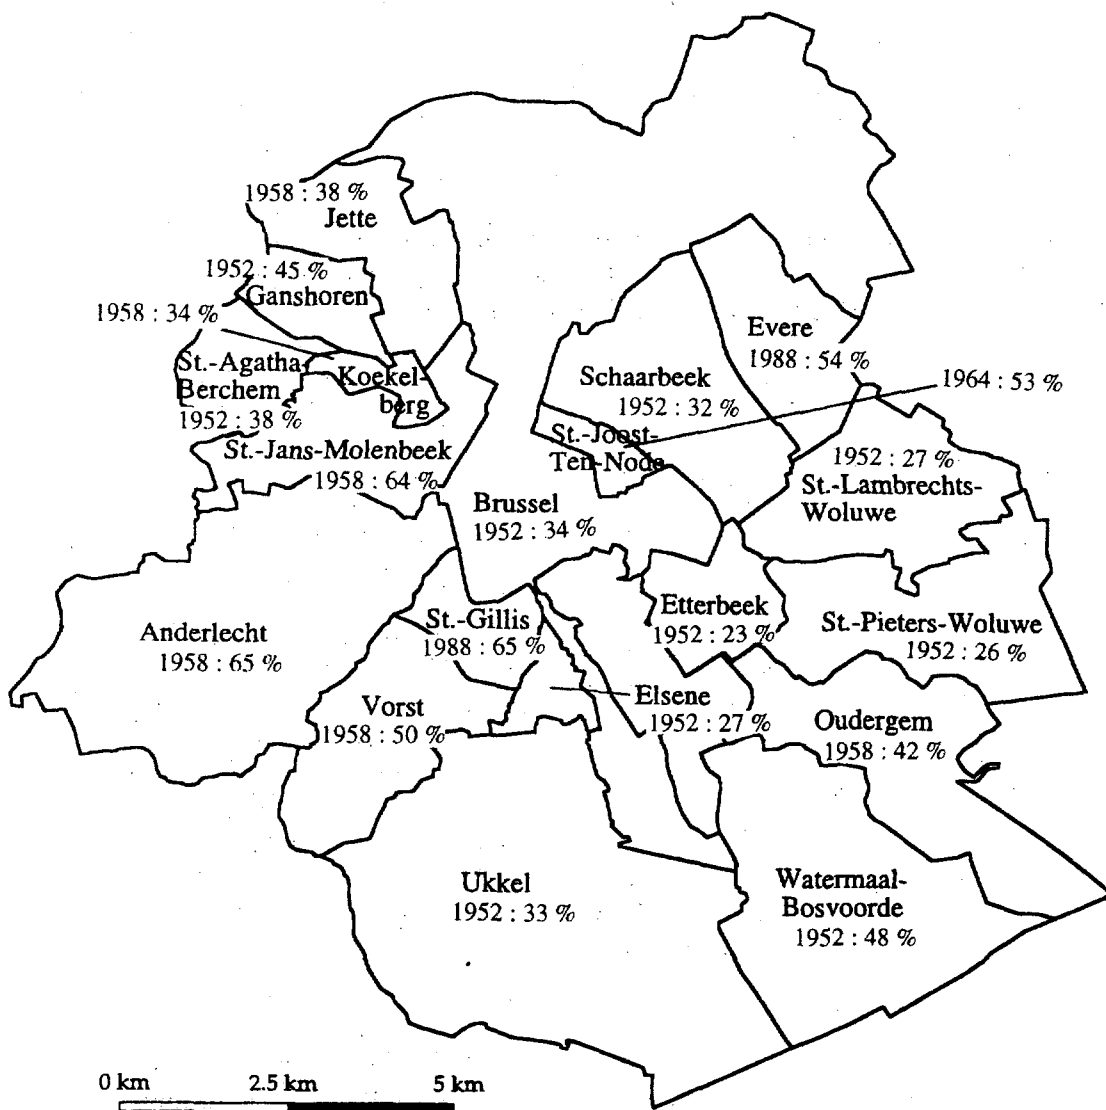 1958 : 38 %
Jette
1952 : 45 %
Ganshoren
1958 : 34 %
St.-Agatha-
Berchem
1952 : 38 %
Koekel-
berg
St.-Jans-Molenbeek
1958 : 64 %
Evere
1988 : 54 %
Schaarbeek
1952 : 32 %
1964 : 53 %
St.-Joost-
Ten-Node
1952 : 27 %
St.-Lambrechts-
Woluwe
Brussel
1952 : 34 %
Anderlecht
1958 : 65 %
St.-Gillis
1988 : 65 %
Etterbeek
1952 : 23 %
St.-Pieters-Woluwe
1952 : 26 %
Vorst
1958 : 50 %
Elsene
1952 : 27 %
Oudergem
1958 : 42 %
Ukkel
1952 : 33 %
Watermaal-
Bosvoorde
1952 : 48 %
0 km 2.5 km 5 km